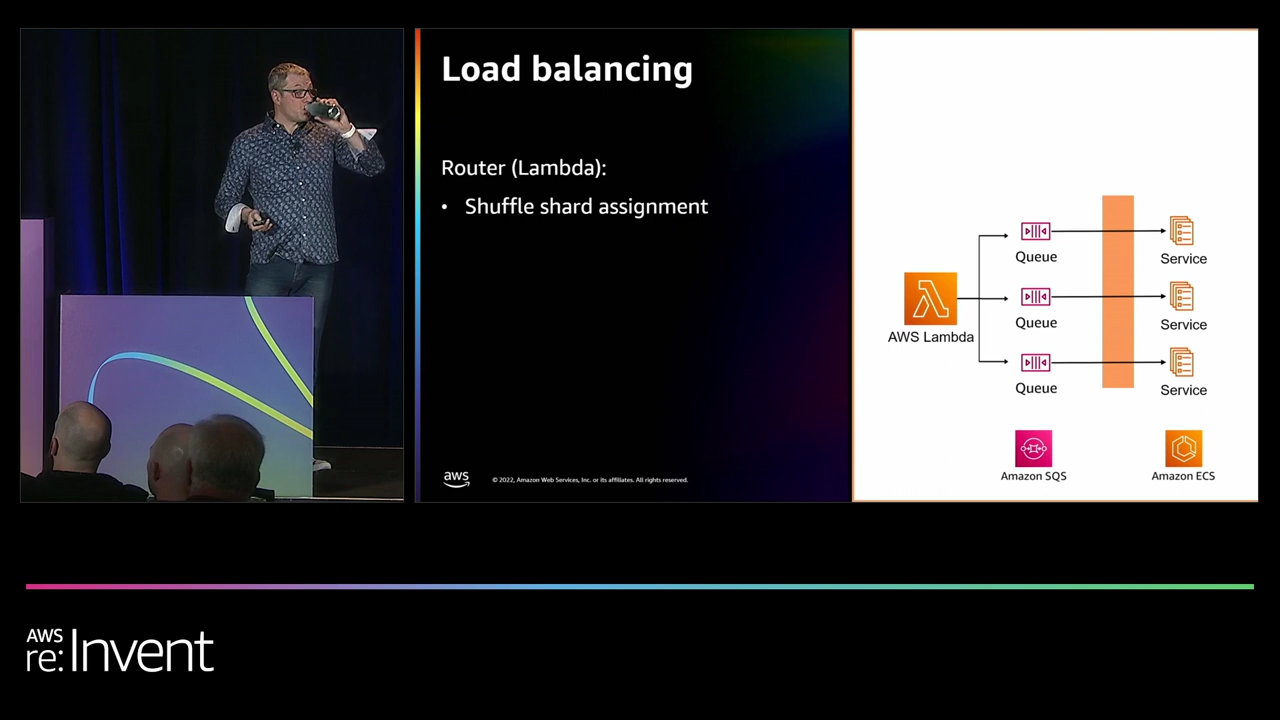 Load balancing
Router (Lambda):
• Shuffle shard assignment
aws
© 2022, Amazon Web Services, Inc. or its affiliates. All rights reserved.
AWS Lambda
Queue
Service
Queue
Service
Queue
Service
Amazon SQS
Amazon ECS
AWS
re:Invent